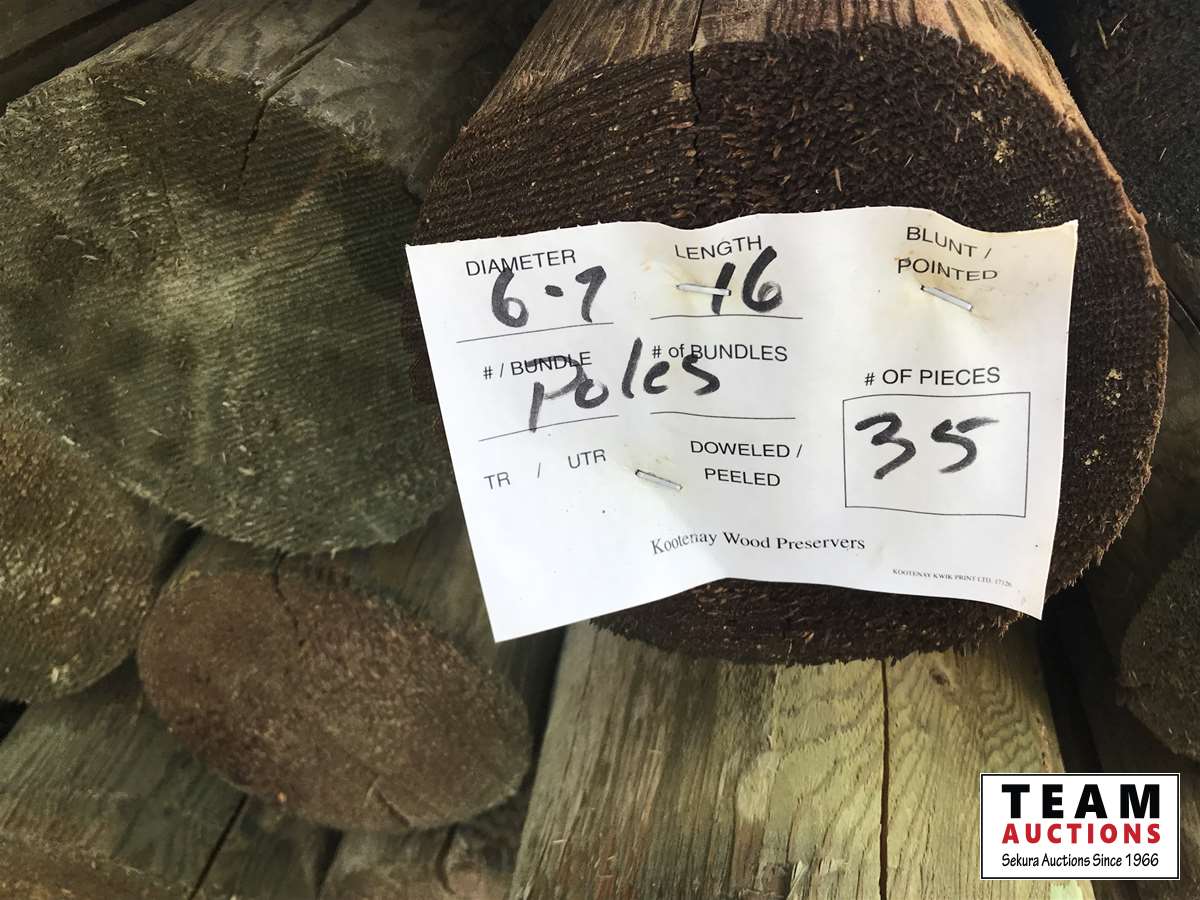 DIAMETER LENGTH BLUNT /
6-7 16 POINTED
# / BUNDLE # of BUNDLES
Poles
# OF PIECES
35
TR / UTR DOWELED /
PEELED
Kootenay Wood Preservers
KOOTENAY KWIK PRINT LTD. 17126
TEAM
AUCTIONS
Sekura Auctions Since 1966